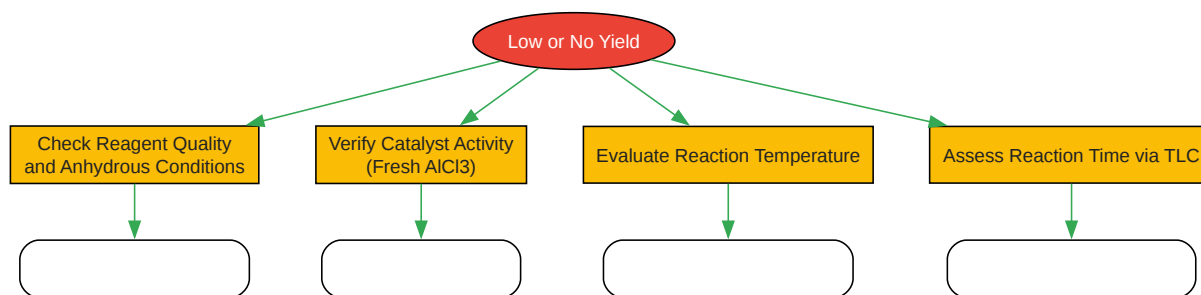 Low or No Yield
Check Reagent Quality
and Anhydrous Conditions
Verify Catalyst Activity
(Fresh AlCl3)
Evaluate Reaction Temperature
Assess Reaction Time via TLC